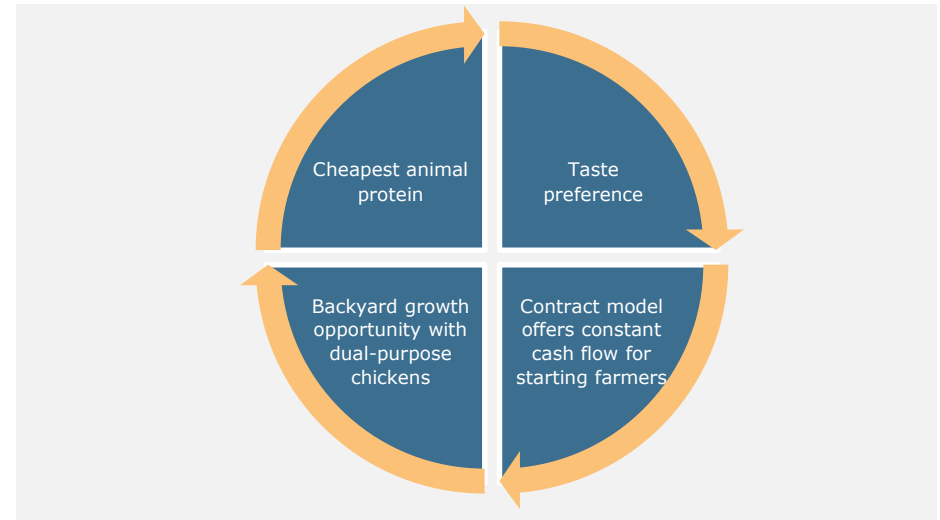 Cheapest animal
protein
Taste
preference
Backyard growth
opportunity with
dual-purpose
chickens
Contract model
offers constant
cash flow for
starting farmers